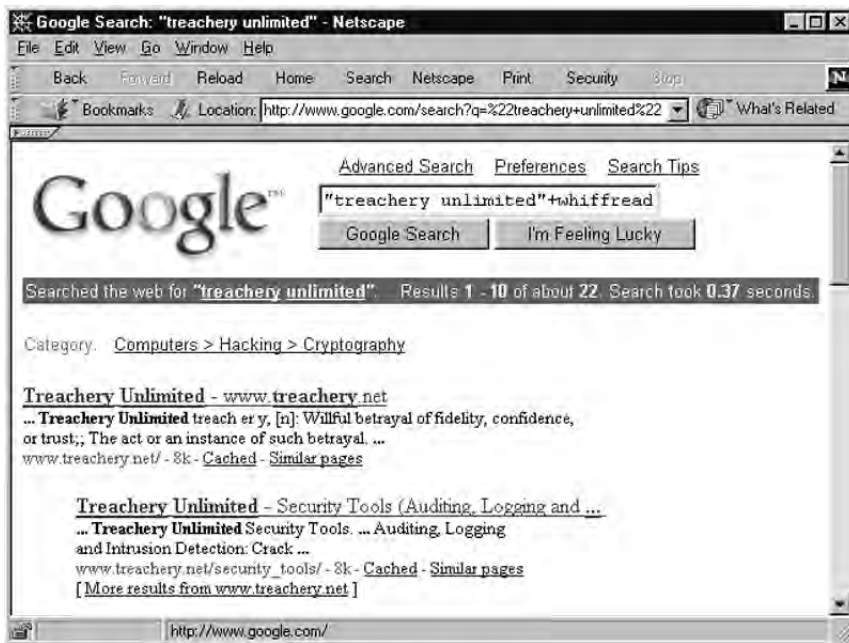 Google Search: "treachery unlimited" - Netscape
File Edit View Go Window Help
Back Forward Reload Home Search Netscape Print Security Stop N
Bookmarks Location: http://www.google.com/search?q=%22treachery+unlimited%22 What's Related
Advanced Search Preferences Search Tips
Google™
"treachery unlimited"+whiffread
Google Search I'm Feeling Lucky
Searched the web for "treachery unlimited". Results 1 - 10 of about 22. Search took 0.37 seconds.
Category: Computers > Hacking > Cryptography
Treachery Unlimited - www.treachery.net
... Treachery Unlimited treach er y, [n]: Willful betrayal of fidelity, confidence,
or trust;; The act or an instance of such betrayal. ...
www.treachery.net/ - 8k - Cached - Similar pages
Treachery Unlimited - Security Tools (Auditing, Logging and ...
... Treachery Unlimited Security Tools. ... Auditing, Logging
and Intrusion Detection: Crack ...
www.treachery.net/security_tools/ - 8k - Cached - Similar pages
[ More results from www.treachery.net ]
http://www.google.com/